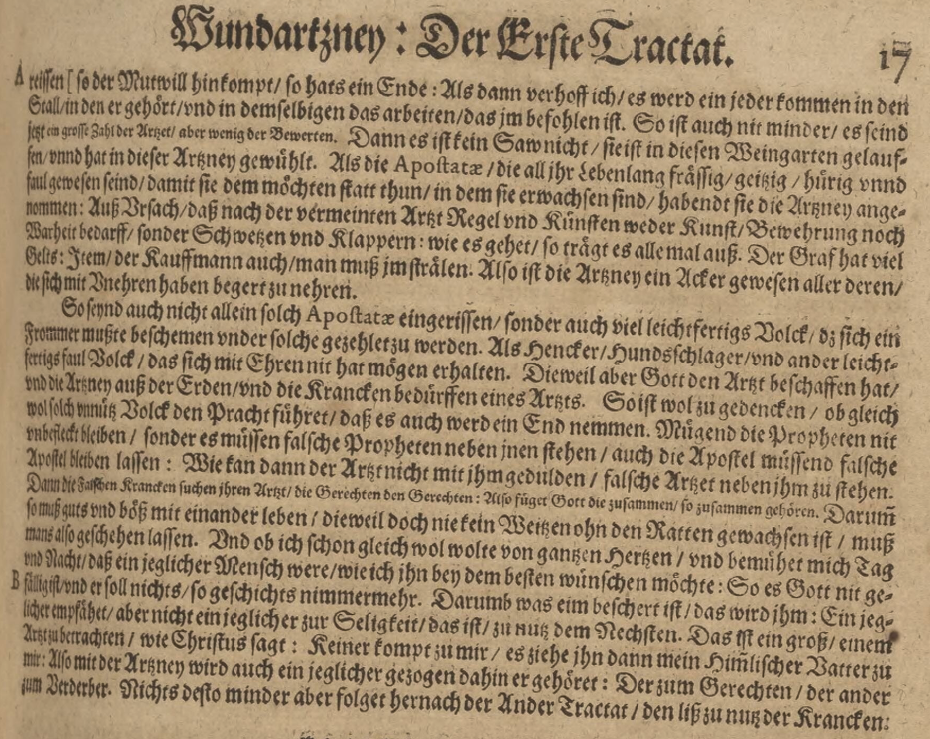 Wundartzney: Der Erste Tractat. 17
A reissen [ so der Mutwill hinkompt/ so hats ein Ende: Als dann verhoff ich/ es werd ein jeder kommen in den
Stall/ in den er gehört/ vnd in demselbigen das arbeiten/ das jm befohlen ist. So ist auch nit minder/ es seind
jetzt ein grosse Zahl der Artzet/ aber wenig der Bewerten. Dann es ist kein Saw nicht/ sie ist in diesen Weingarten gelauf-
fen/ vnnd hat in dieser Artzney gewühlt. Als die Apostatæ/ die all jhr Lebenlang frässig/ geitzig/ hürig vnnd
faul gewesen seind/ damit sie dem möchten statt thun/ in dem sie erwachsen sind/ habendt sie die Artzney ange-
nommen: Auß Vrsach/ daß nach der vermeinten Artzt Regel vnd Künsten weder Kunst/ Bewehrung noch
Warheit bedarff/ sonder Schwetzen vnd Klappern: wie es gehet/ so trägt es alle mal auß. Der Graf hat viel
Gelts: Item/ der Kauffmann auch/ man muß jm strälen. Also ist die Artzney ein Acker gewesen aller deren/
die sich mit Vnehren haben begert zu nehren.
So seynd auch nicht allein solch Apostatæ eingerissen/ sonder auch viel leichtfertigs Volck/ dz sich ein
Frommer mußte beschemen vnder solche gezehlet zu werden. Als Hencker/ Hundsschlager/ vnd ander leicht-
fertigs faul Volck/ das sich mit Ehren nit hat mögen erhalten. Dieweil aber Gott den Artzt beschaffen hat/
vnd die Artzney auß der Erden/ vnd die Krancken bedürffen eines Artzts. So ist wol zu gedencken/ ob gleich
wol solch vnnütz Volck den Pracht führet/ daß es auch werd ein End nemmen. Mügend die Propheten nit
vnbefleckt bleiben/ sonder es müssen falsche Propheten neben jnen stehen/ auch die Apostel müssend falsche
Apostel bleiben lassen: Wie kan dann der Artzt nicht mit jhm gedulden/ falsche Artzet neben jhm zu stehen.
Dann die Falschen Krancken suchen jhren Artzt/ die Gerechten den Gerechten: Also füget Gott die zusammen/ so zusammen gehören. Darum̃
so muß guts vnd böß mit einander leben/ dieweil doch nie kein Weitzen ohn den Ratten gewachsen ist/ muß
mans also geschehen lassen. Vnd ob ich schon gleich wol wolte von gantzen Hertzen/ vnd bemühet mich Tag
vnd Nacht/ daß ein jeglicher Mensch were/ wie ich jhn bey dem besten wünschen möchte: So es Gott nit ge-
B fällig ist/ vnd er soll nichts/ so geschichts nimmermehr. Darumb was eim beschert ist/ das wird jhm: Ein jeg-
licher empfähet/ aber nicht ein jeglicher zur Seligkeit/ das ist/ zu nutz dem Nechsten. Das ist ein groß/ einem
Artzt zu betrachten/ wie Christus sagt: Keiner kompt zu mir/ es ziehe jhn dann mein Him̃lischer Vatter zu
mir: Also mit der Artzney wird auch ein jeglicher gezogen dahin er gehöret: Der zum Gerechten/ der ander
zum Verderber. Nichts desto minder aber folget hernach der Ander Tractat/ den liß zu nutz der Krancken: